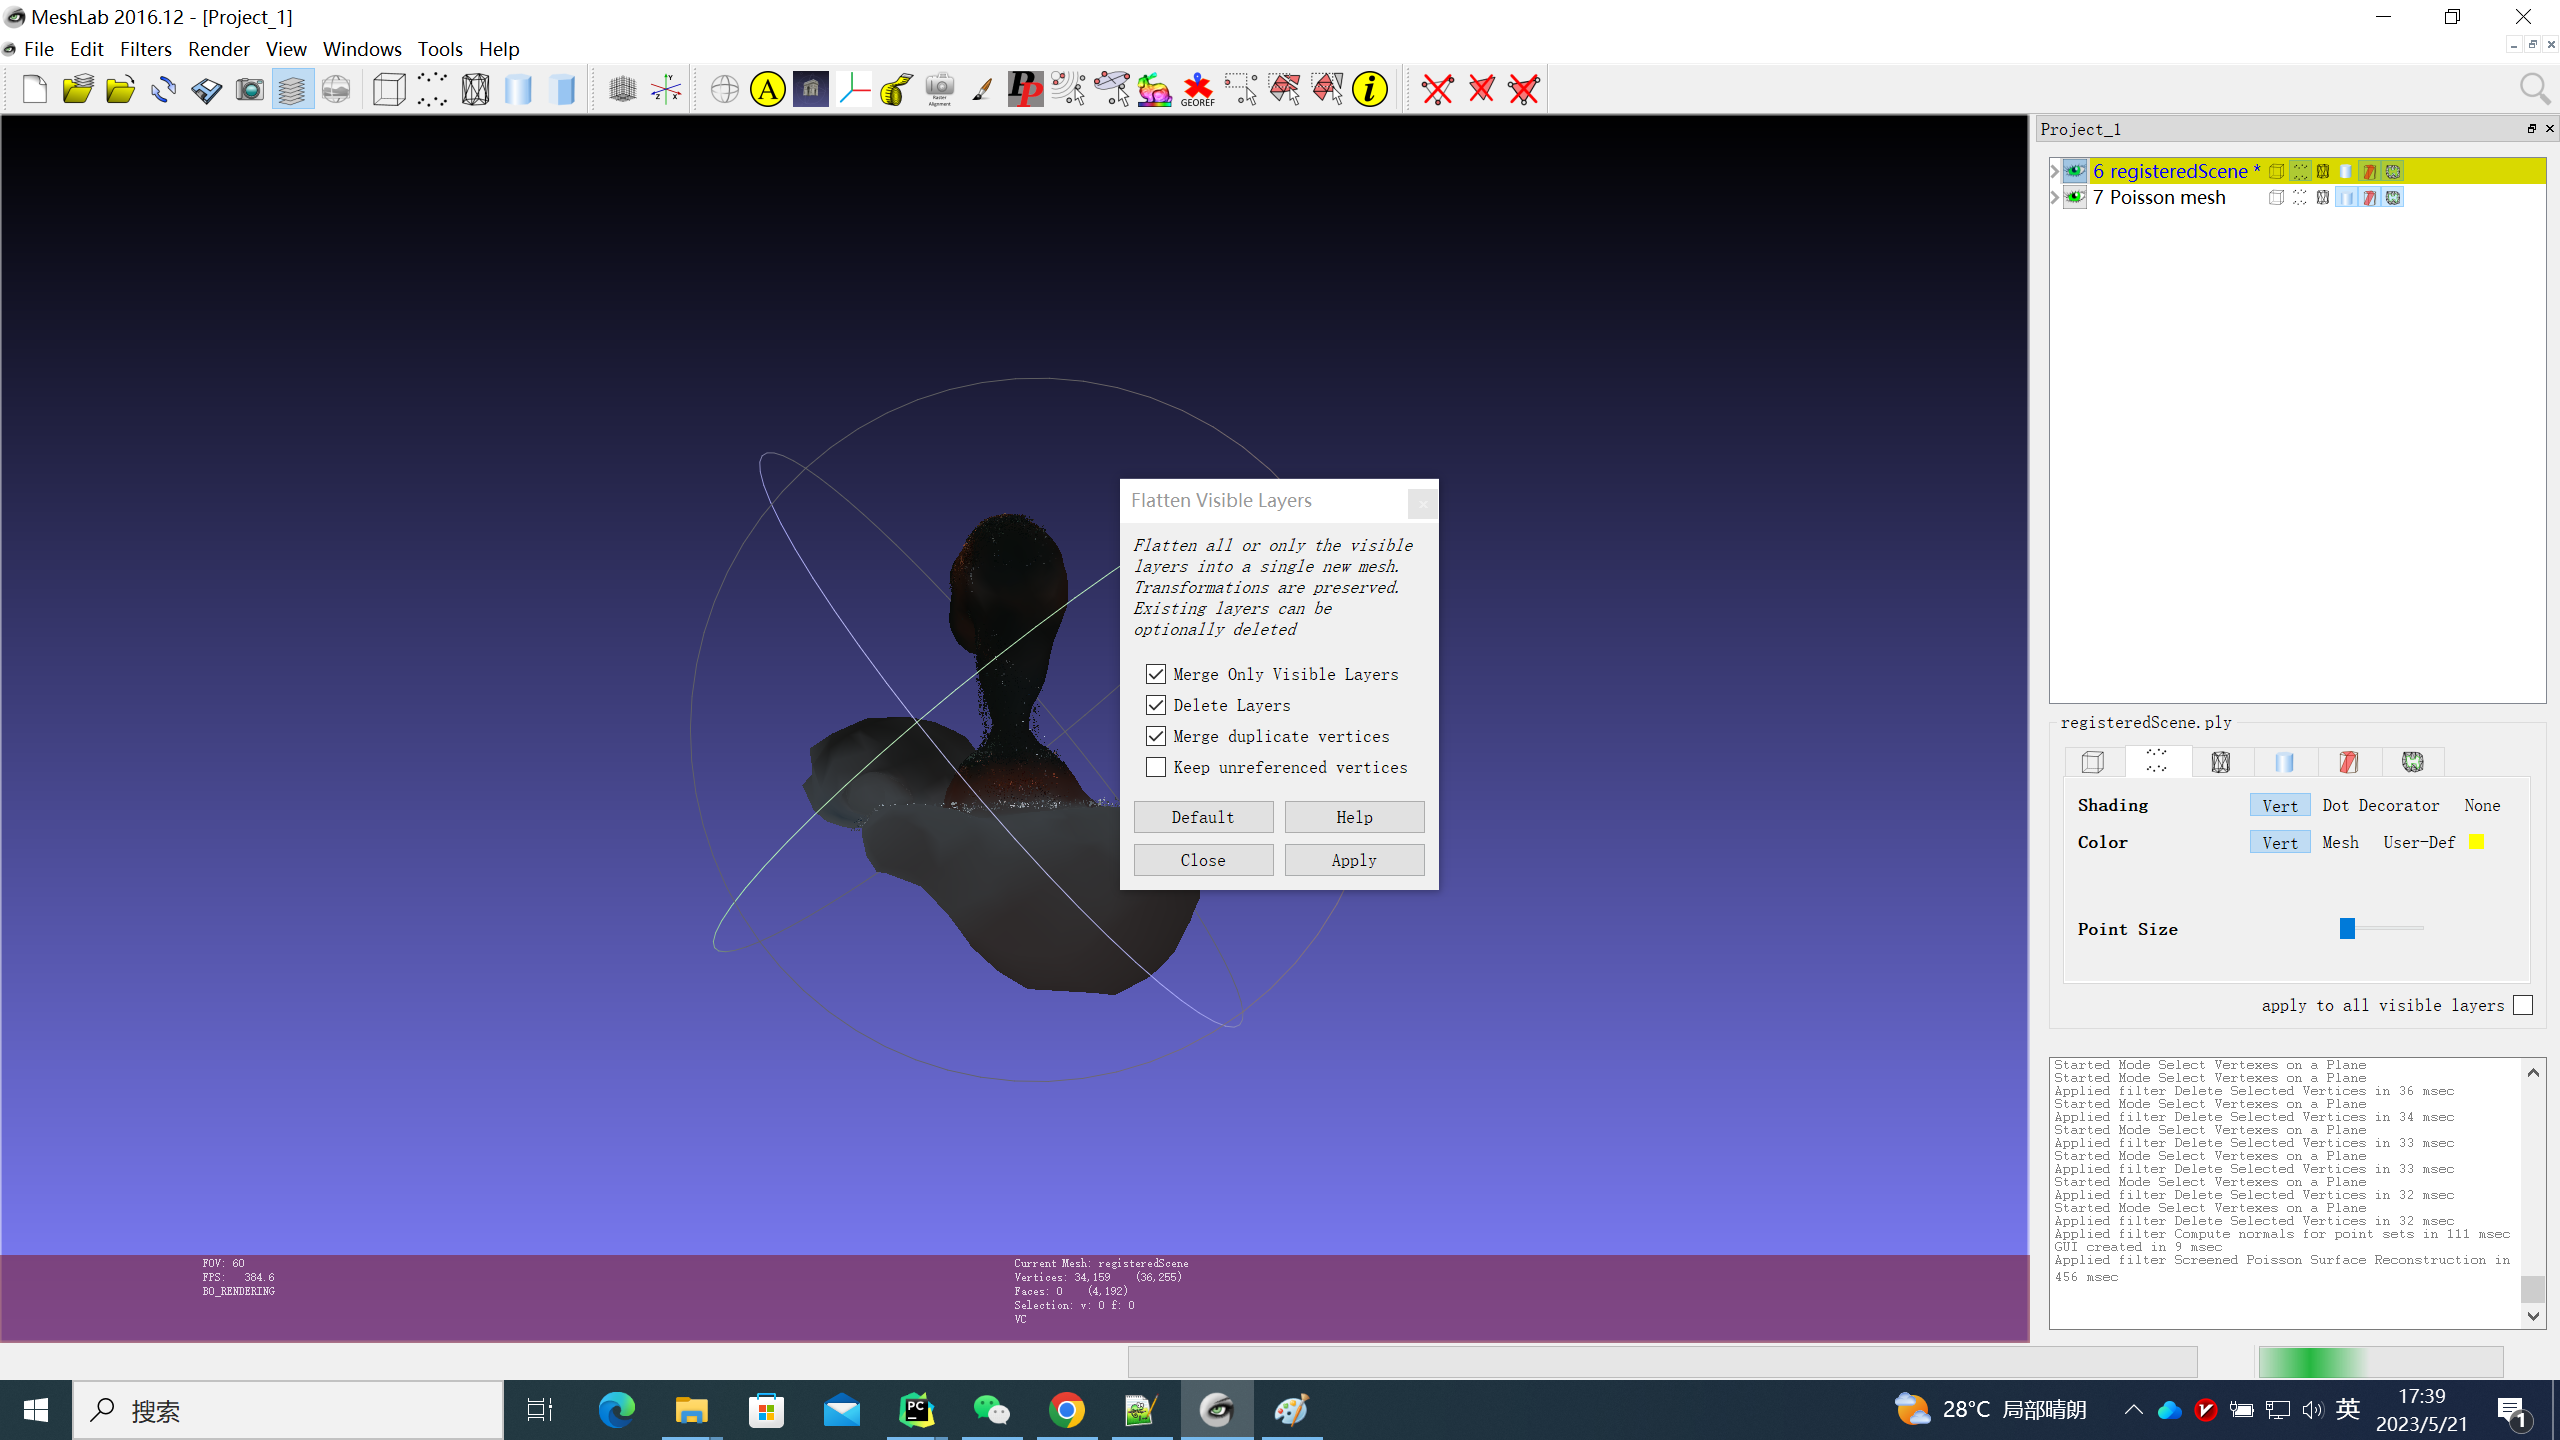 MeshLab 2016.12 - [Project_1]
File Edit Filters Render View Windows Tools Help
A
Raster Alignment
Pp
GEOREF
i
Project_1
6 registeredScene *
7 Poisson mesh
Flatten Visible Layers
Flatten all or only the visible
layers into a single new mesh.
Transformations are preserved.
Existing layers can be
optionally deleted
Merge Only Visible Layers
Delete Layers
Merge duplicate vertices
Keep unreferenced vertices
Default Help
Close Apply
registeredScene.ply
Shading Vert Dot Decorator None
Color Vert Mesh User-Def
Point Size
apply to all visible layers
Started Mode Select Vertexes on a Plane
Started Mode Select Vertexes on a Plane
Applied filter Delete Selected Vertices in 36 msec
Started Mode Select Vertexes on a Plane
Applied filter Delete Selected Vertices in 34 msec
Started Mode Select Vertexes on a Plane
Applied filter Delete Selected Vertices in 33 msec
Started Mode Select Vertexes on a Plane
Applied filter Delete Selected Vertices in 33 msec
Started Mode Select Vertexes on a Plane
Applied filter Delete Selected Vertices in 32 msec
Started Mode Select Vertexes on a Plane
Applied filter Delete Selected Vertices in 32 msec
Applied filter Compute normals for point sets in 111 msec
GUI created in 9 msec
Applied filter Screened Poisson Surface Reconstruction in
456 msec
FOV: 60
FPS: 384.6
BO_RENDERING
Current Mesh: registeredScene
Vertices: 34,159 (36,255)
Faces: 0 (4,192)
Selection: v: 0 f: 0
VC
搜索
PC
28°C 局部晴朗
英
17:39
2023/5/21
1